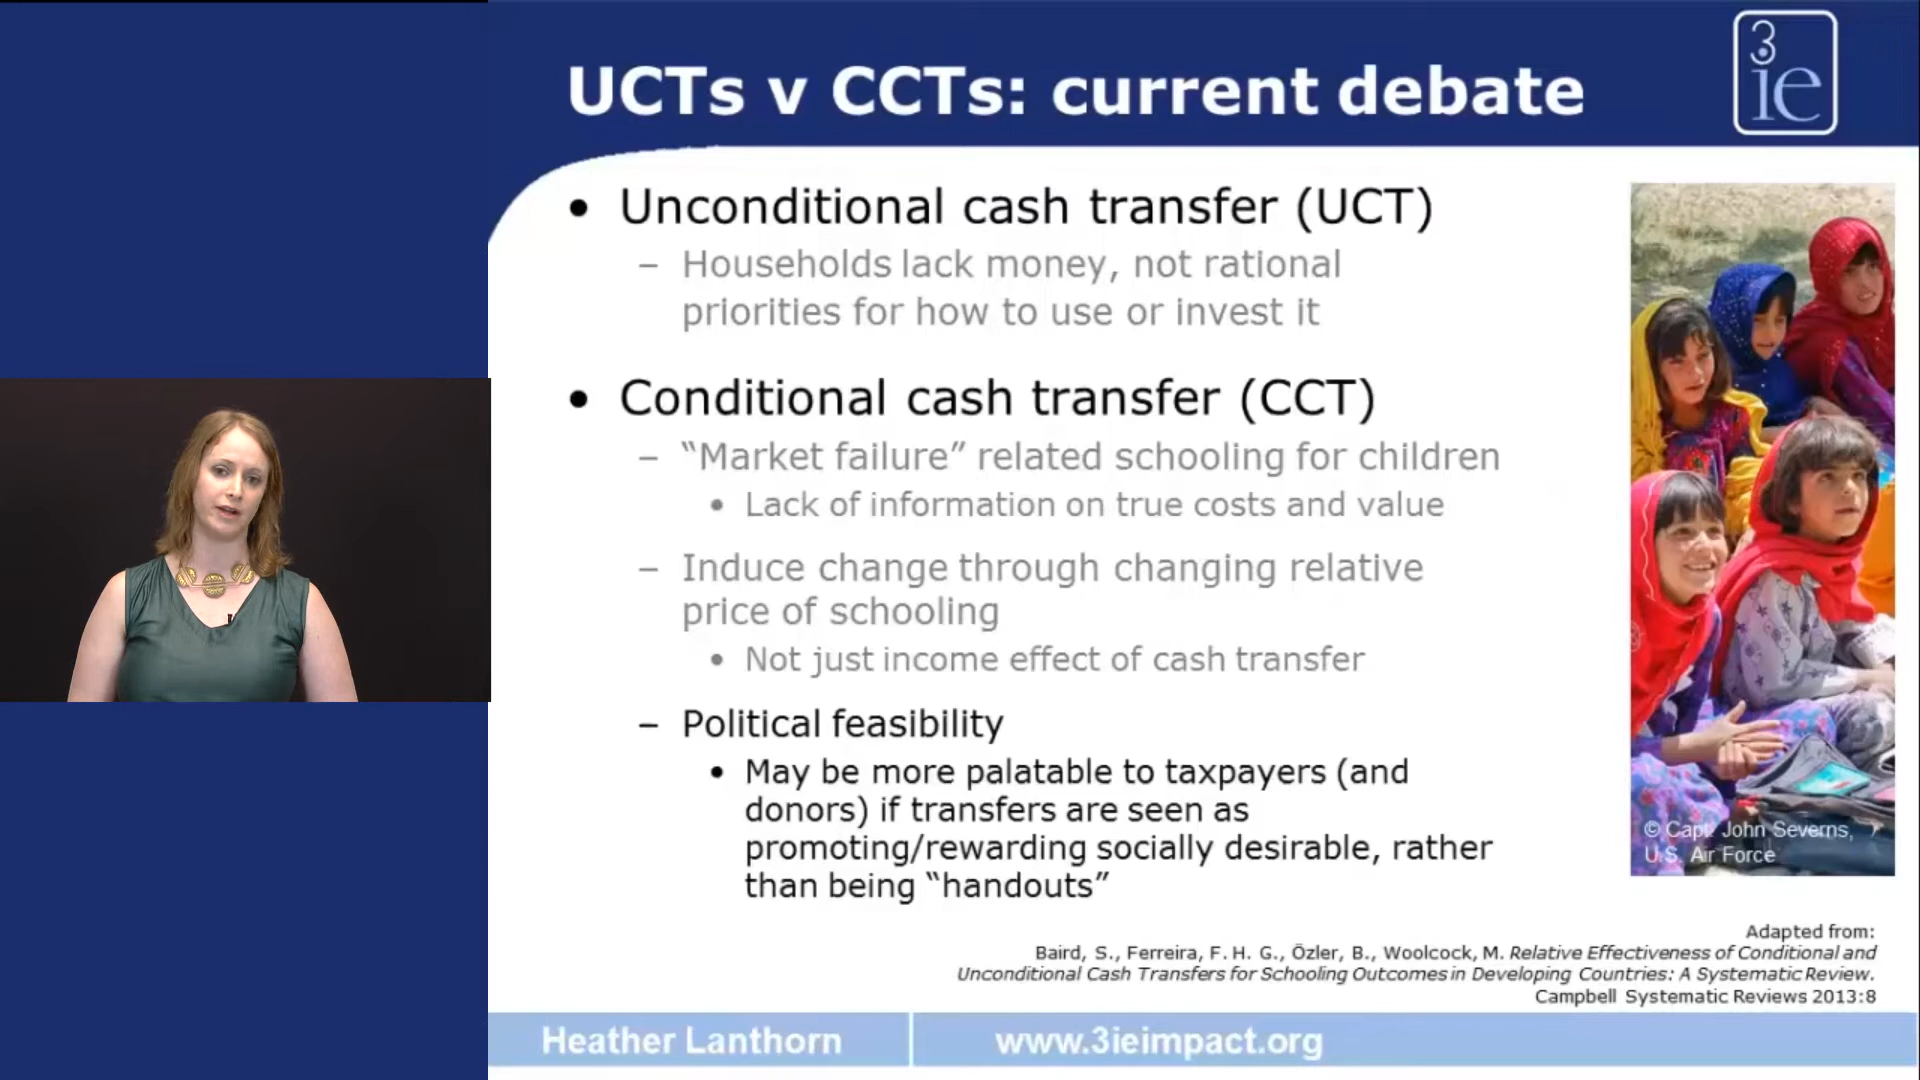 UCTs v CCTs: current debate
3
ie
• Unconditional cash transfer (UCT)
– Households lack money, not rational
priorities for how to use or invest it
• Conditional cash transfer (CCT)
– “Market failure” related schooling for children
• Lack of information on true costs and value
– Induce change through changing relative
price of schooling
• Not just income effect of cash transfer
– Political feasibility
• May be more palatable to taxpayers (and
donors) if transfers are seen as
promoting/rewarding socially desirable, rather
than being “handouts”
© Capt. John Severns,
U.S. Air Force
Adapted from:
Baird, S., Ferreira, F. H. G., Özler, B., Woolcock, M. Relative Effectiveness of Conditional and
Unconditional Cash Transfers for Schooling Outcomes in Developing Countries: A Systematic Review.
Campbell Systematic Reviews 2013:8
Heather Lanthorn
www.3ieimpact.org